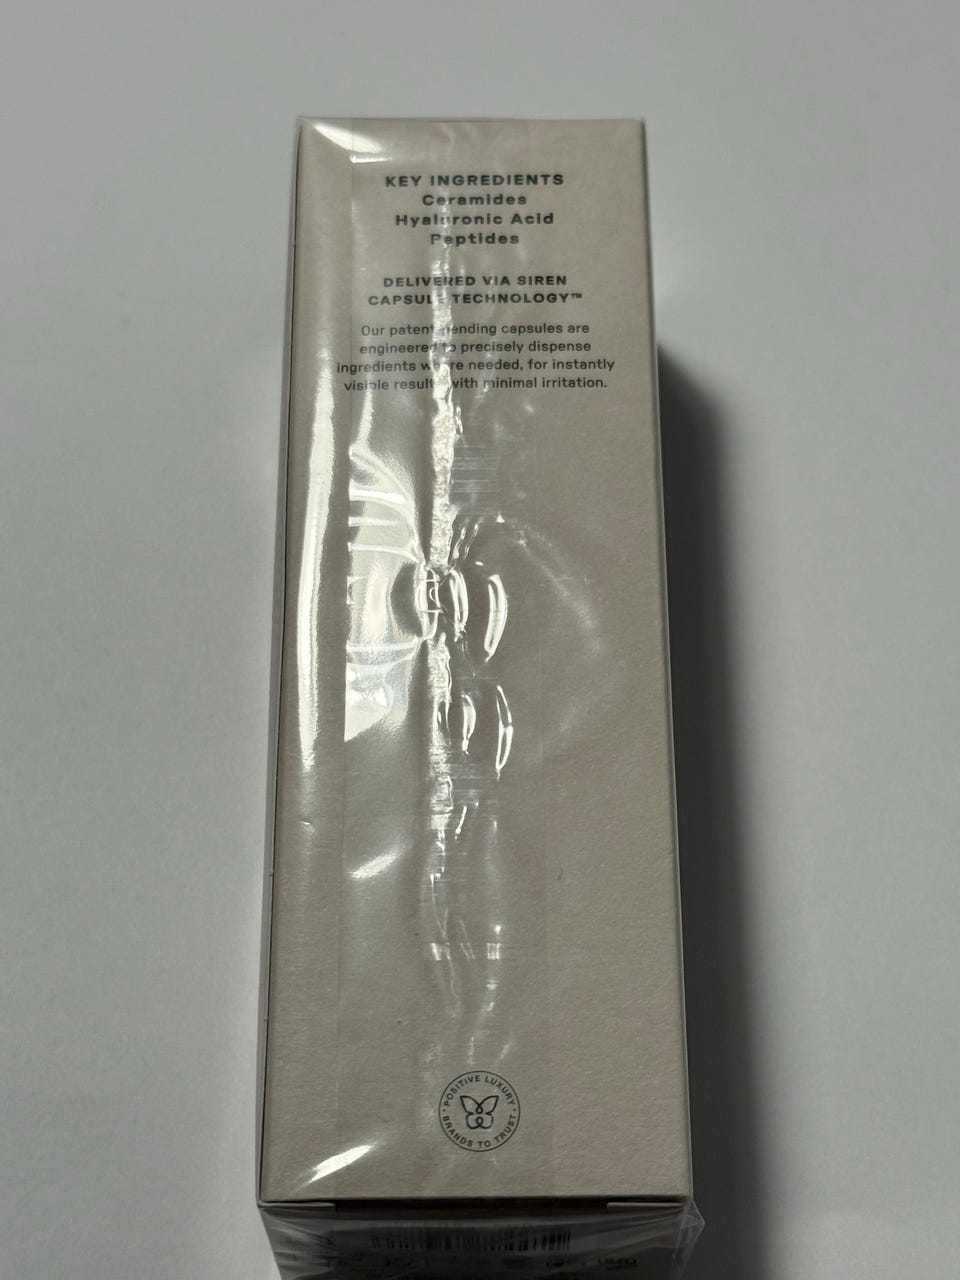 KEY INGREDIENTS
Ceramides
Hyaluronic Acid
Peptides
DELIVERED VIA SIREN
CAPSULE TECHNOLOGY™
Our patent pending capsules are
engineered to precisely dispense
ingredients where needed, for instantly
visible results with minimal irritation.
POSITIVE LUXURY
BRANDS TO TRUST